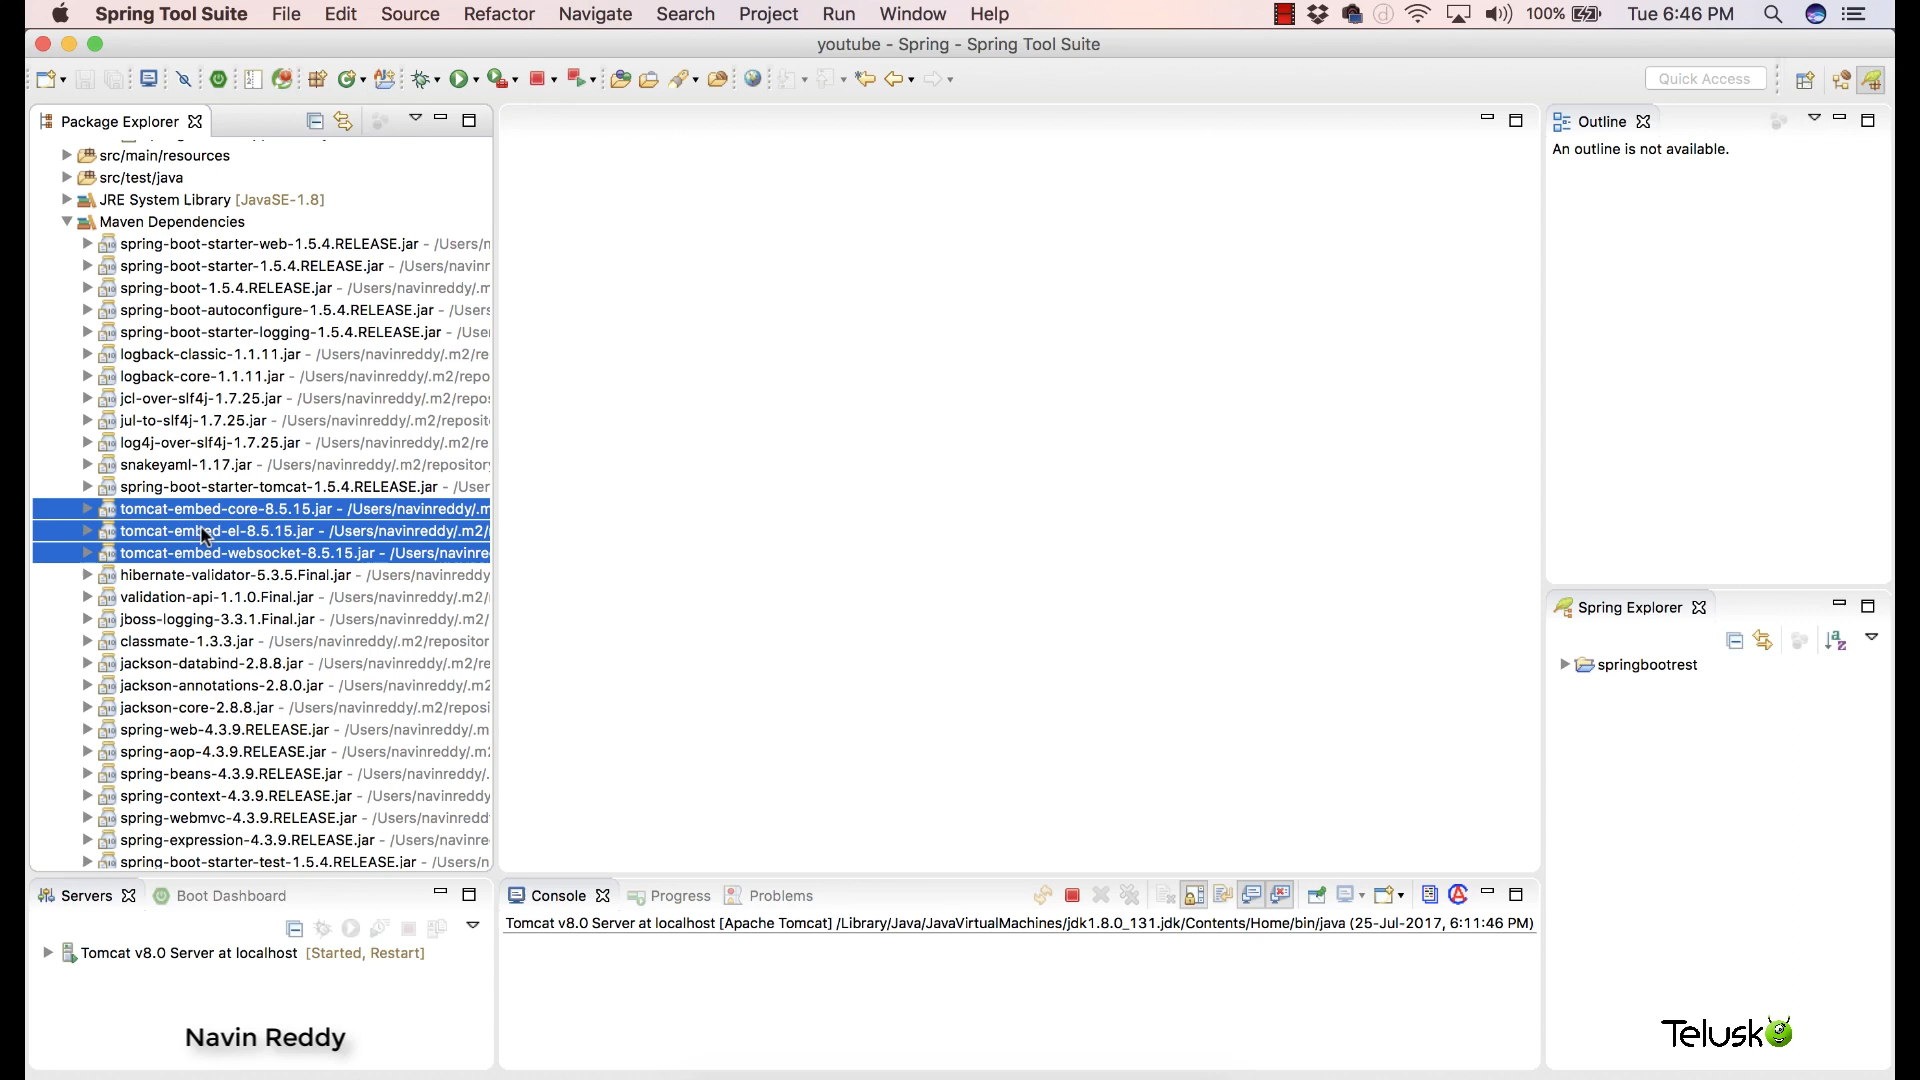 Spring Tool Suite File Edit Source Refactor Navigate Search Project Run Window Help 100% Tue 6:46 PM
youtube - Spring - Spring Tool Suite
Quick Access
Package Explorer
src/main/resources
src/test/java
JRE System Library [JavaSE-1.8]
Maven Dependencies
spring-boot-starter-web-1.5.4.RELEASE.jar - /Users/n
spring-boot-starter-1.5.4.RELEASE.jar - /Users/navinr
spring-boot-1.5.4.RELEASE.jar - /Users/navinreddy/.m
spring-boot-autoconfigure-1.5.4.RELEASE.jar - /Users
spring-boot-starter-logging-1.5.4.RELEASE.jar - /User
logback-classic-1.1.11.jar - /Users/navinreddy/.m2/re
logback-core-1.1.11.jar - /Users/navinreddy/.m2/repo
jcl-over-slf4j-1.7.25.jar - /Users/navinreddy/.m2/repos
jul-to-slf4j-1.7.25.jar - /Users/navinreddy/.m2/reposit
log4j-over-slf4j-1.7.25.jar - /Users/navinreddy/.m2/re
snakeyaml-1.17.jar - /Users/navinreddy/.m2/repository
spring-boot-starter-tomcat-1.5.4.RELEASE.jar - /User
tomcat-embed-core-8.5.15.jar - /Users/navinreddy/.m
tomcat-embed-el-8.5.15.jar - /Users/navinreddy/.m2/
tomcat-embed-websocket-8.5.15.jar - /Users/navinre
hibernate-validator-5.3.5.Final.jar - /Users/navinreddy
validation-api-1.1.0.Final.jar - /Users/navinreddy/.m2/
jboss-logging-3.3.1.Final.jar - /Users/navinreddy/.m2/
classmate-1.3.3.jar - /Users/navinreddy/.m2/repositor
jackson-databind-2.8.8.jar - /Users/navinreddy/.m2/re
jackson-annotations-2.8.0.jar - /Users/navinreddy/.m2
jackson-core-2.8.8.jar - /Users/navinreddy/.m2/reposi
spring-web-4.3.9.RELEASE.jar - /Users/navinreddy/.m
spring-aop-4.3.9.RELEASE.jar - /Users/navinreddy/.m2
spring-beans-4.3.9.RELEASE.jar - /Users/navinreddy/.
spring-context-4.3.9.RELEASE.jar - /Users/navinreddy
spring-webmvc-4.3.9.RELEASE.jar - /Users/navinredd
spring-expression-4.3.9.RELEASE.jar - /Users/navinre
spring-boot-starter-test-1.5.4.RELEASE.jar - /Users/n
Outline
An outline is not available.
Spring Explorer
springbootrest
Servers Boot Dashboard
Tomcat v8.0 Server at localhost [Started, Restart]
Console Progress Problems
Tomcat v8.0 Server at localhost [Apache Tomcat] /Library/Java/JavaVirtualMachines/jdk1.8.0_131.jdk/Contents/Home/bin/java (25-Jul-2017, 6:11:46 PM)
Navin Reddy
Telusko